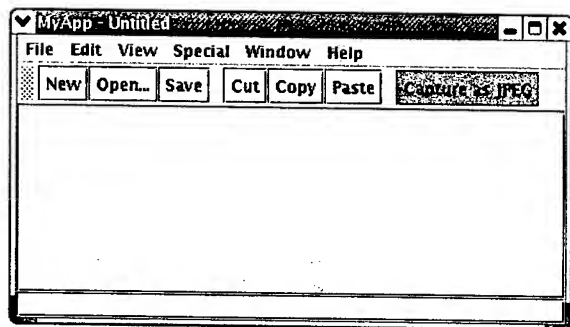 MyApp - Untitled
File Edit View Special Window Help
New Open... Save Cut Copy Paste Capture as JPEG